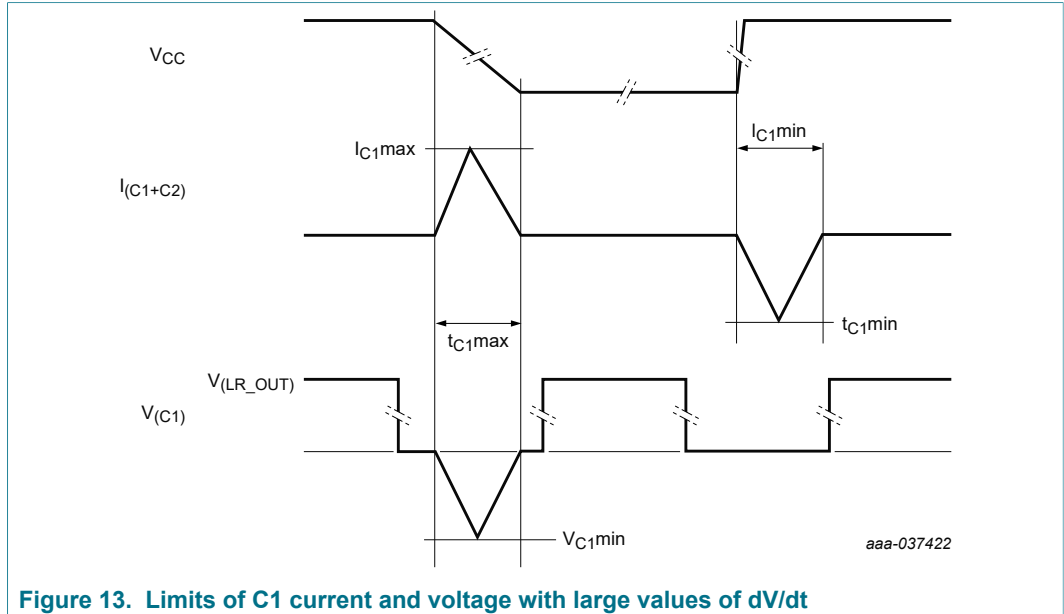 VCC
IC1max
IC1min
I(C1+C2)
tC1max
tC1min
V(LR_OUT)
V(C1)
VC1min
aaa-037422
Figure 13. Limits of C1 current and voltage with large values of dV/dt